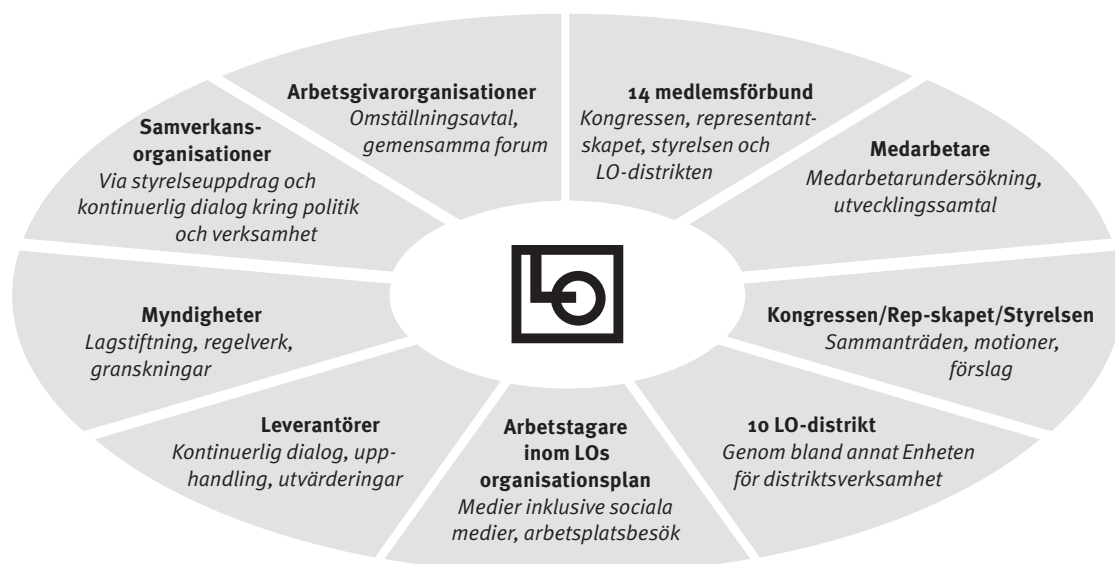 Arbetsgivarorganisationer
Omställningsavtal,
gemensamma forum
14 medlemsförbund
Kongressen, representant-
skapet, styrelsen och
LO-distrikten
Samverkans-
organisationer
Via styrelseuppdrag och
kontinuerlig dialog kring politik
och verksamhet
Medarbetare
Medarbetarundersökning,
utvecklingssamtal
LO
Myndigheter
Lagstiftning, regelverk,
granskningar
Kongressen/Rep-skapet/Styrelsen
Sammanträden, motioner,
förslag
Leverantörer
Kontinuerlig dialog, upp-
handling, utvärderingar
Arbetstagare
inom LOs
organisationsplan
Medier inklusive sociala
medier, arbetsplatsbesök
10 LO-distrikt
Genom bland annat Enheten
för distriktsverksamhet